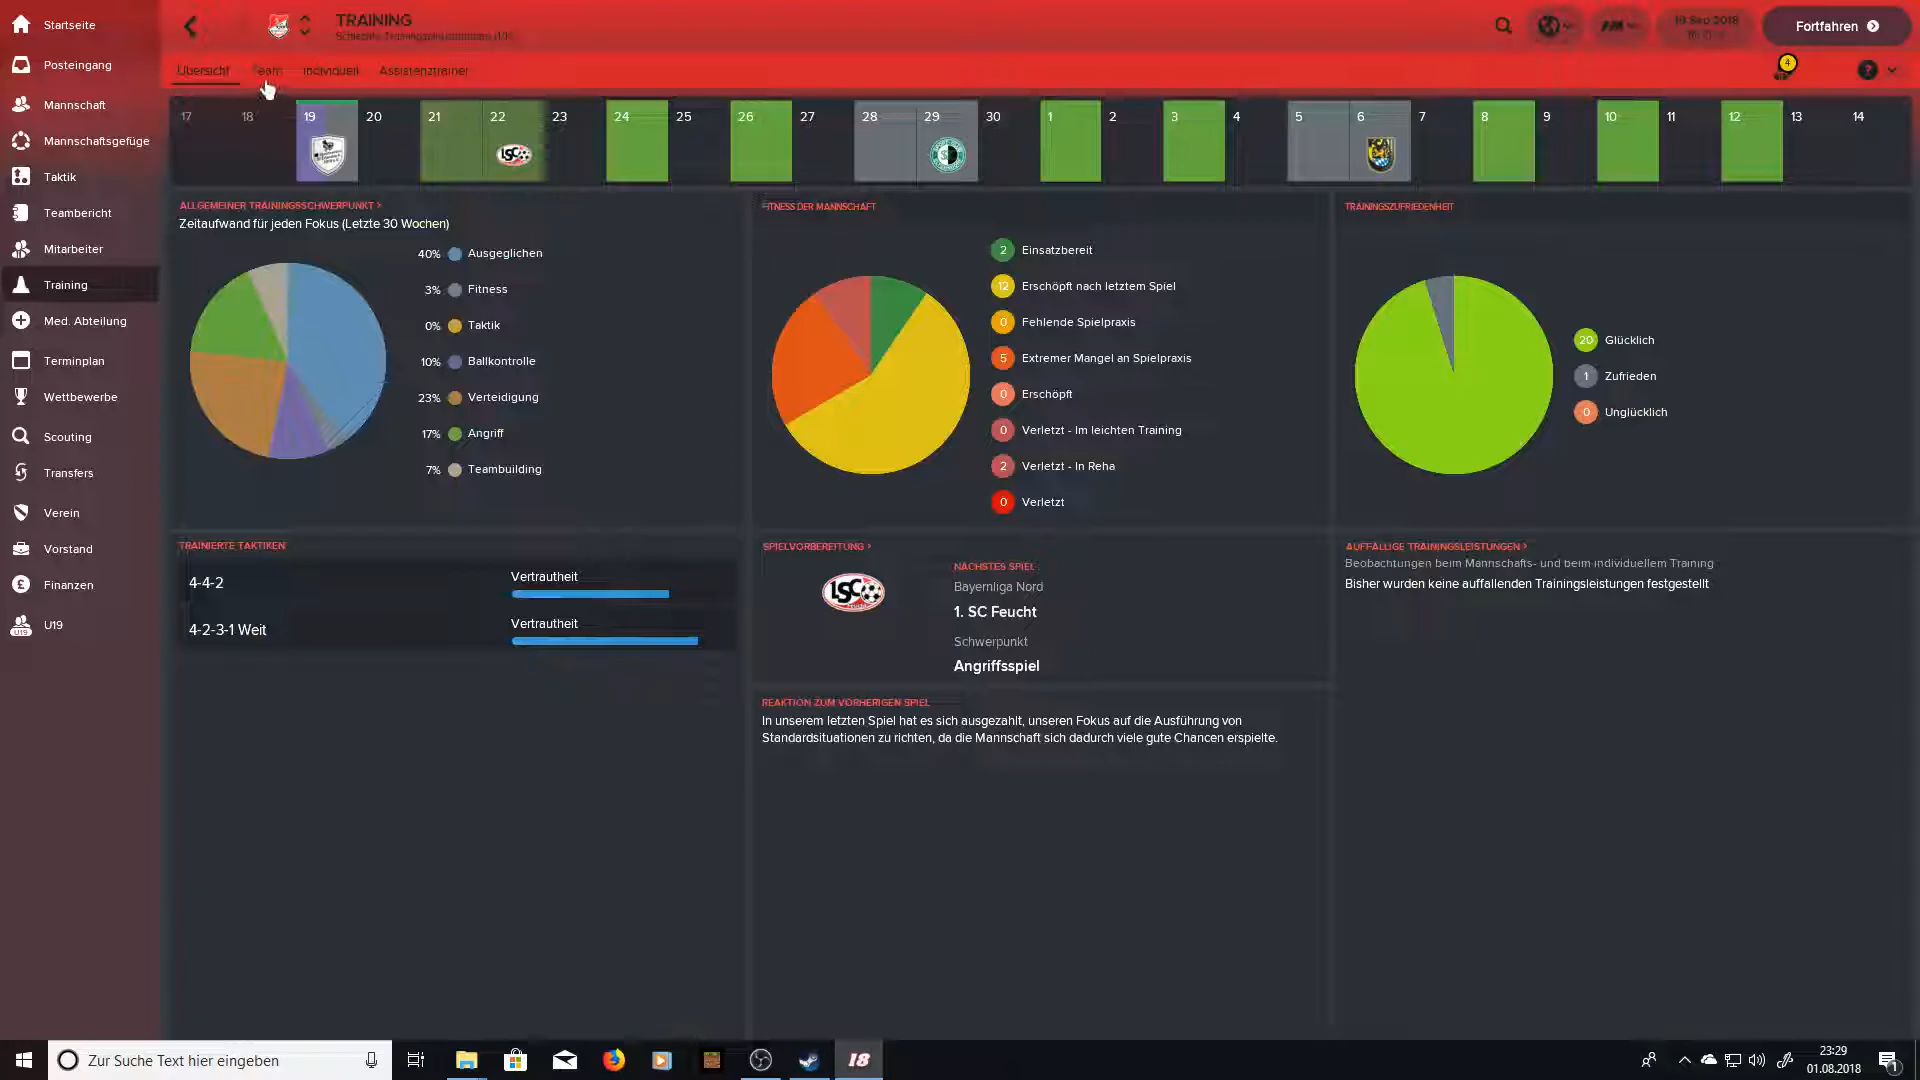 Startseite
Posteingang
Mannschaft
Mannschaftsgefüge
Taktik
Teambericht
Mitarbeiter
Training
Med. Abteilung
Terminplan
Wettbewerbe
Scouting
Transfers
Verein
Vorstand
Finanzen
U19
U19
TRAINING
19 Sep 2018
Fortfahren
Übersicht Team Individuell Assistenztrainer
4
?
17 18 19 20 21 22 23 24 25 26 27 28 29 30 1 2 3 4 5 6 7 8 9 10 11 12 13 14
ALLGEMEINER TRAININGSSCHWERPUNKT >
Zeitaufwand für jeden Fokus (Letzte 30 Wochen)
40% Ausgeglichen
3% Fitness
0% Taktik
10% Ballkontrolle
23% Verteidigung
17% Angriff
7% Teambuilding
FITNESS DER MANNSCHAFT
2 Einsatzbereit
12 Erschöpft nach letztem Spiel
0 Fehlende Spielpraxis
5 Extremer Mangel an Spielpraxis
0 Erschöpft
0 Verletzt - Im leichten Training
2 Verletzt - In Reha
0 Verletzt
TRAININGSZUFRIEDENHEIT
20 Glücklich
1 Zufrieden
0 Unglücklich
TRAINIERTE TAKTIKEN
4-4-2 Vertrautheit
4-2-3-1 Weit Vertrautheit
SPIELVORBEREITUNG >
NÄCHSTES SPIEL
Bayernliga Nord
1. SC Feucht
Schwerpunkt
Angriffsspiel
REAKTION ZUM VORHERIGEN SPIEL
In unserem letzten Spiel hat es sich ausgezahlt, unseren Fokus auf die Ausführung von
Standardsituationen zu richten, da die Mannschaft sich dadurch viele gute Chancen erspielte.
AUFFÄLLIGE TRAININGSLEISTUNGEN >
Beobachtungen beim Mannschafts- und beim individuellem Training
Bisher wurden keine auffallenden Trainingsleistungen festgestellt
Zur Suche Text hier eingeben
18
23:29
01.08.2018
1